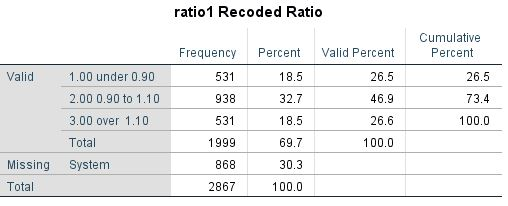 ratio1 Recoded Ratio
Frequency Percent Valid Percent Cumulative Percent
Valid 1.00 under 0.90 531 18.5 26.5 26.5
2.00 0.90 to 1.10 938 32.7 46.9 73.4
3.00 over 1.10 531 18.5 26.6 100.0
Total 1999 69.7 100.0
Missing System 868 30.3
Total 2867 100.0